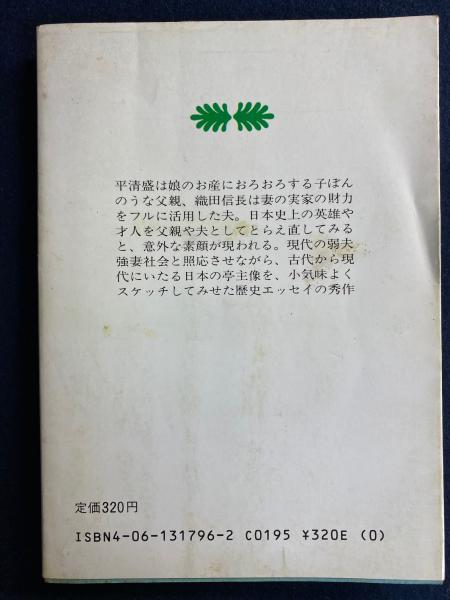 平清盛は娘のお産におろおろする子ぼん
のうな父親、織田信長は妻の実家の財力
をフルに活用した夫。日本史上の英雄や
才人を父親や夫としてとらえ直してみる
と、意外な素顔が現われる。現代の弱夫
強妻社会と照応させながら、古代から現
代にいたる日本の亭主像を、小気味よく
スケッチしてみせた歴史エッセイの秀作
定価320円
ISBN4-06-131796-2 C0195 ¥320E (0)